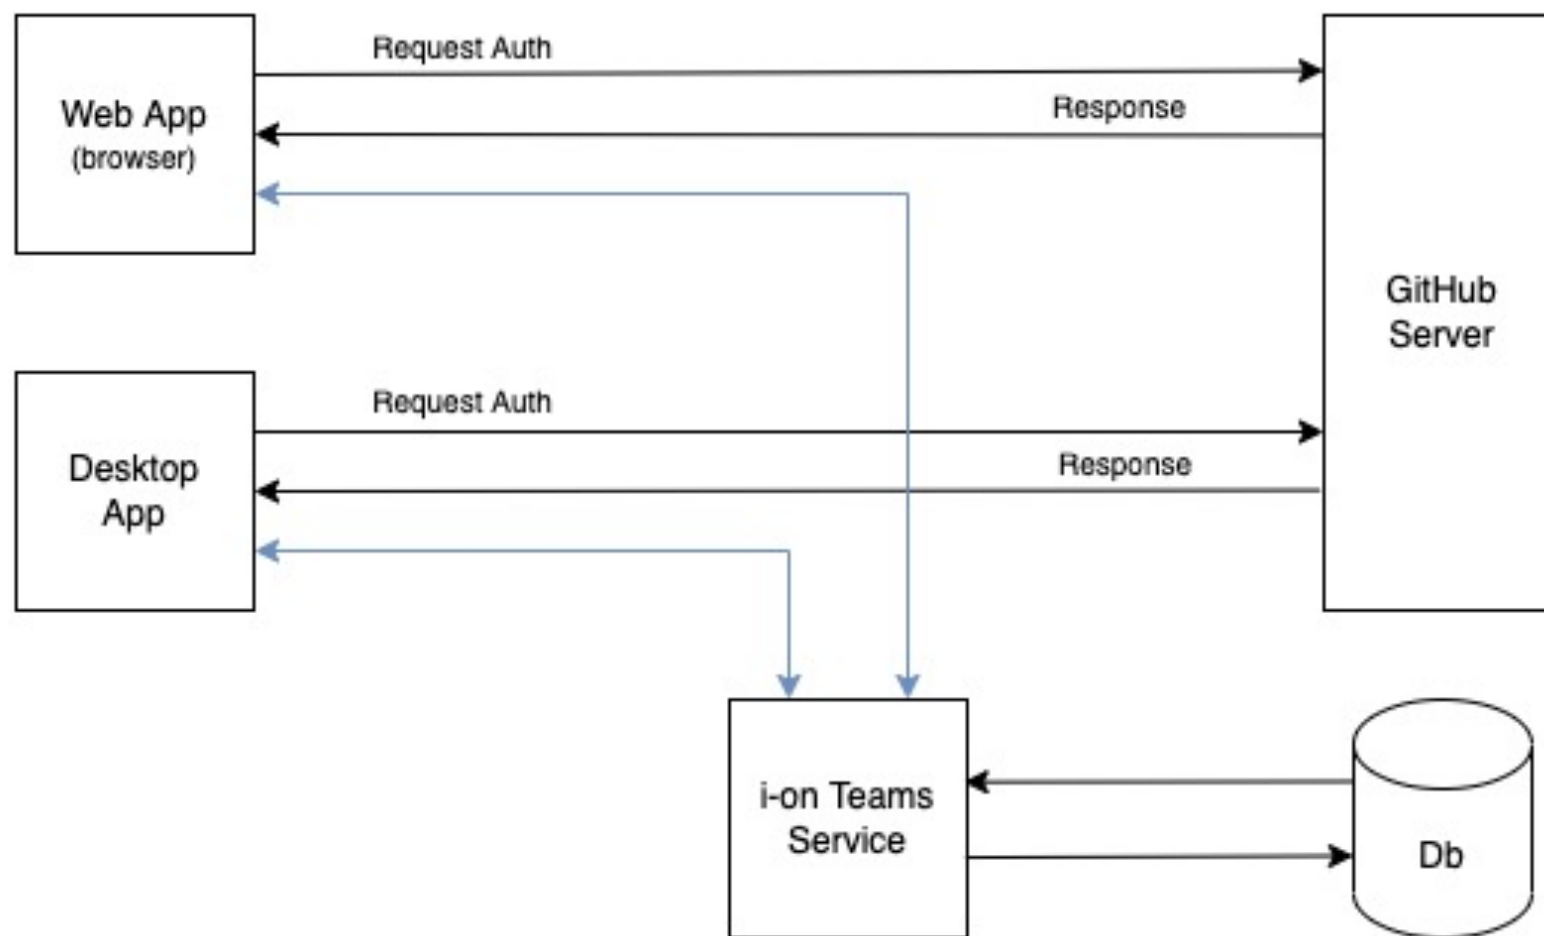 Request Auth
Web App
(browser)
Response
GitHub
Server
Request Auth
Desktop
App
Response
i-on Teams
Service
Db